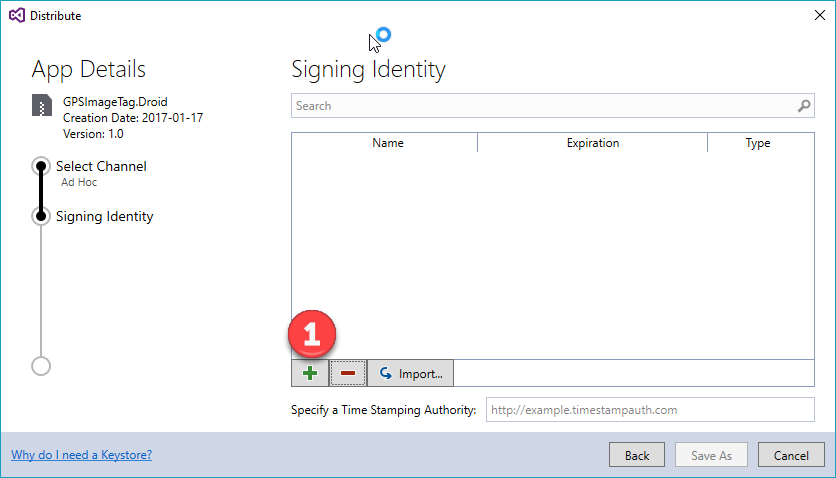 Distribute
App Details
GPSImageTag.Droid
Creation Date: 2017-01-17
Version: 1.0
Select Channel
Ad Hoc
Signing Identity
Signing Identity
Search
Name Expiration Type
1
Import...
Specify a Time Stamping Authority: http://example.timestampauth.com
Why do I need a Keystore? Back Save As Cancel